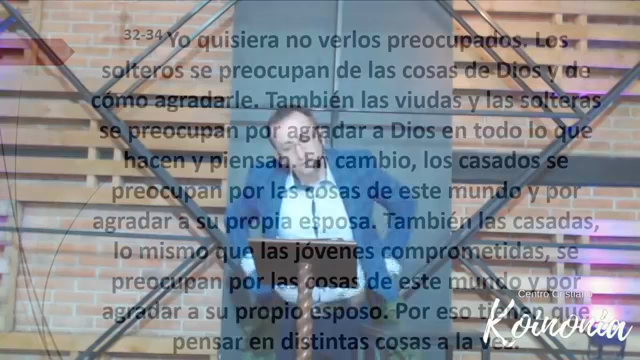 32-34 Yo quisiera no verlos preocupados. Los
solteros se preocupan de las cosas de Dios y de
cómo agradarle. También las viudas y las solteras
se preocupan por agradar a Dios en todo lo que
hacen y piensan. En cambio, los casados se
preocupan por las cosas de este mundo y por
agradar a su propia esposa. También las casadas,
lo mismo que las jóvenes comprometidas, se
preocupan por las cosas de este mundo y por
agradar a su propio esposo. Por eso tienen que
pensar en distintas cosas a la vez.
Centro Cristiano
Koinonia